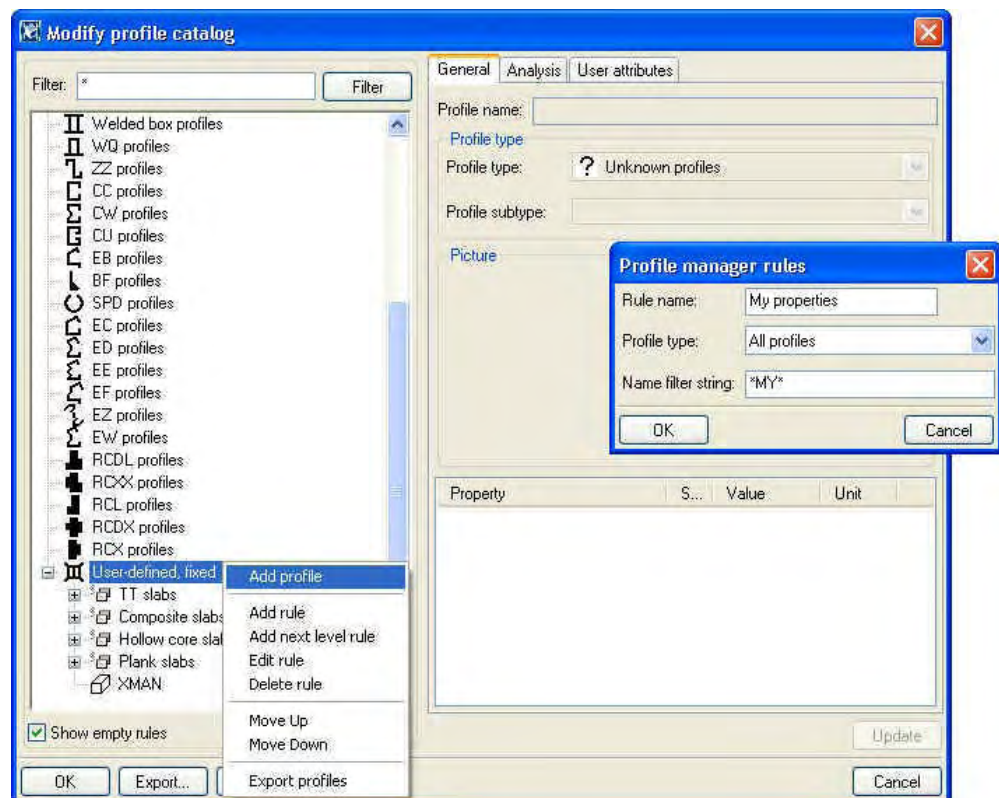 Modify profile catalog
Filter: *
Filter
Welded box profiles
WQ profiles
ZZ profiles
CC profiles
CW profiles
CU profiles
EB profiles
BF profiles
SPD profiles
EC profiles
ED profiles
EE profiles
EF profiles
EZ profiles
EW profiles
RCDL profiles
RCXX profiles
RCL profiles
RCDX profiles
RCX profiles
User-defined, fixed
TT slabs
Composite slabs
Hollow core slal
Plank slabs
XMAN
Show empty rules
OK
Export...
Add profile
Add rule
Add next level rule
Edit rule
Delete rule
Move Up
Move Down
Export profiles
General Analysis User attributes
Profile name:
Profile type
Profile type: ? Unknown profiles
Profile subtype:
Picture
Profile manager rules
Rule name: My properties
Profile type: All profiles
Name filter string: *MY*
OK Cancel
Property S... Value Unit
Update
Cancel